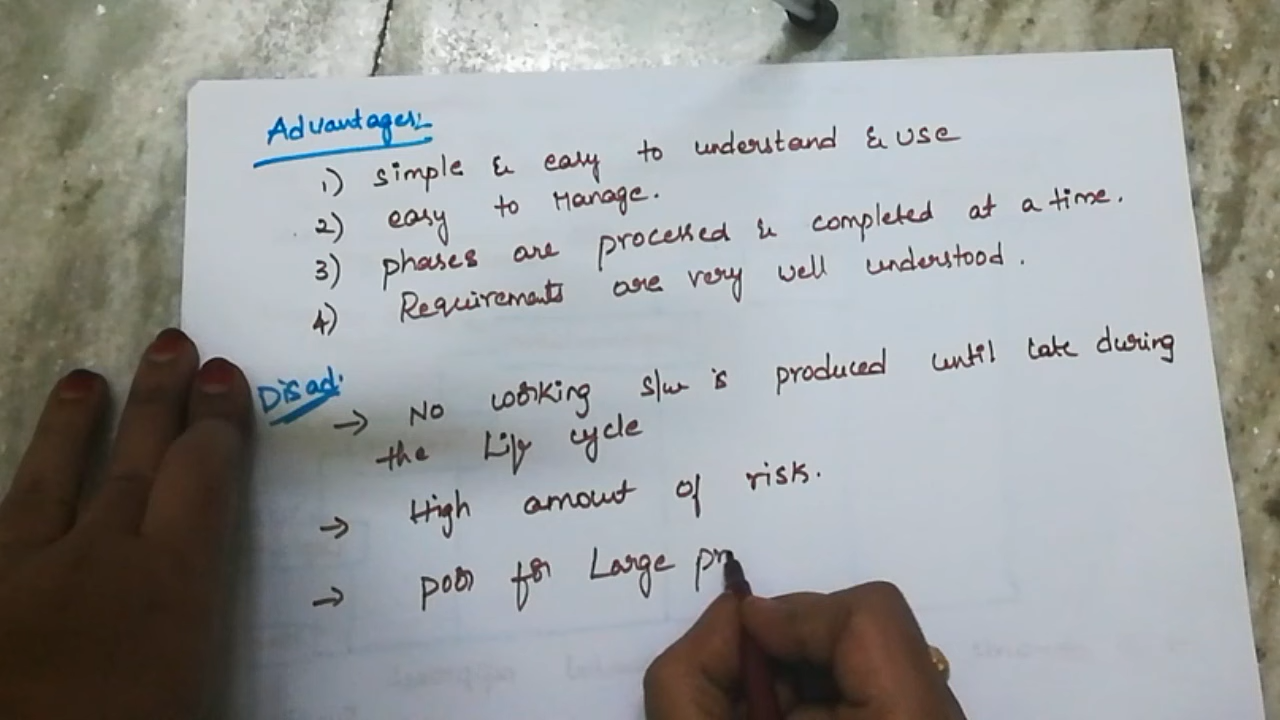 Advantages:-
1) simple & easy to understand & use
2) easy to Manage.
3) phases are processed & completed at a time.
4) Requirements are very well understood.
Disad:
→ No working s/w is produced until late during
the Life cycle
→ High amount of risk.
→ poor for Large pr